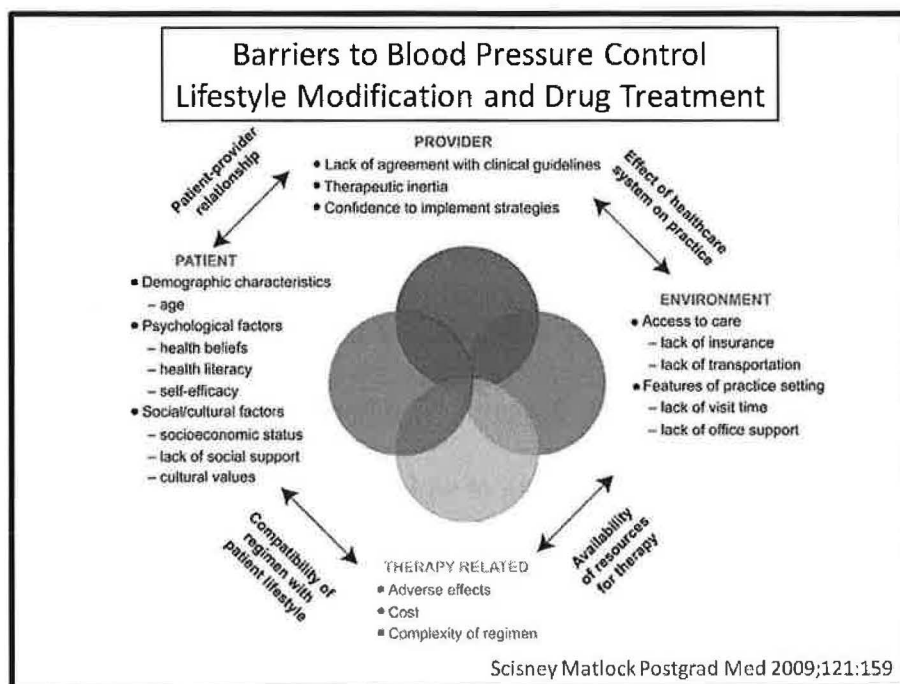 Barriers to Blood Pressure Control
Lifestyle Modification and Drug Treatment
PROVIDER
• Lack of agreement with clinical guidelines
• Therapeutic inertia
• Confidence to implement strategies
Patient-provider
relationship
Effect of healthcare
system on practice
PATIENT
• Demographic characteristics
– age
• Psychological factors
– health beliefs
– health literacy
– self-efficacy
• Social/cultural factors
– socioeconomic status
– lack of social support
– cultural values
ENVIRONMENT
• Access to care
– lack of insurance
– lack of transportation
• Features of practice setting
– lack of visit time
– lack of office support
Compatibility of
regimen with
patient lifestyle
Availability
of resources
for therapy
THERAPY RELATED
• Adverse effects
• Cost
• Complexity of regimen
Scisney Matlock Postgrad Med 2009;121:159